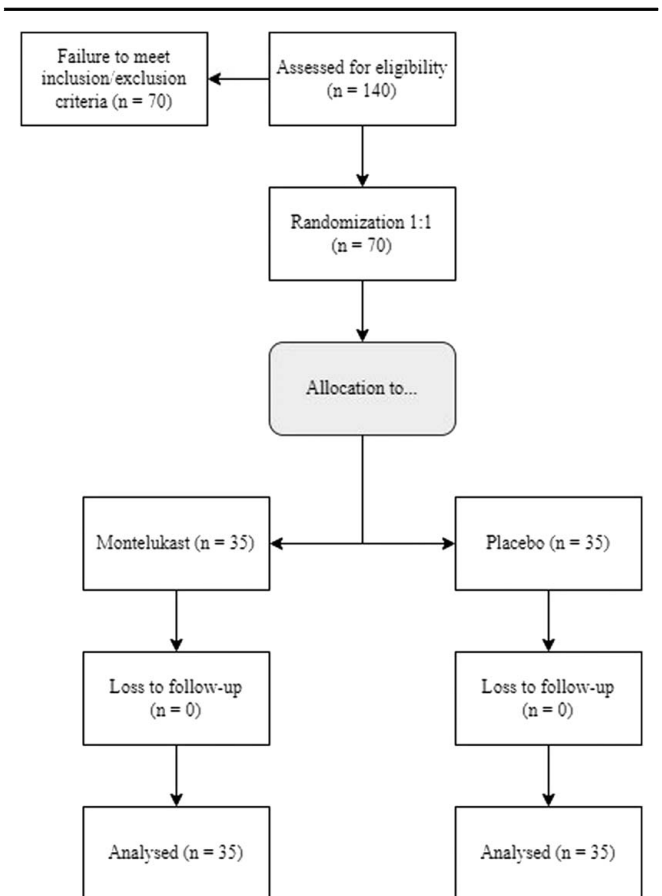 Failure to meet
inclusion/exclusion
criteria (n = 70)
Assessed for eligibility
(n = 140)
Randomization 1:1
(n = 70)
Allocation to...
Montelukast (n = 35)
Placebo (n = 35)
Loss to follow-up
(n = 0)
Loss to follow-up
(n = 0)
Analysed (n = 35)
Analysed (n = 35)